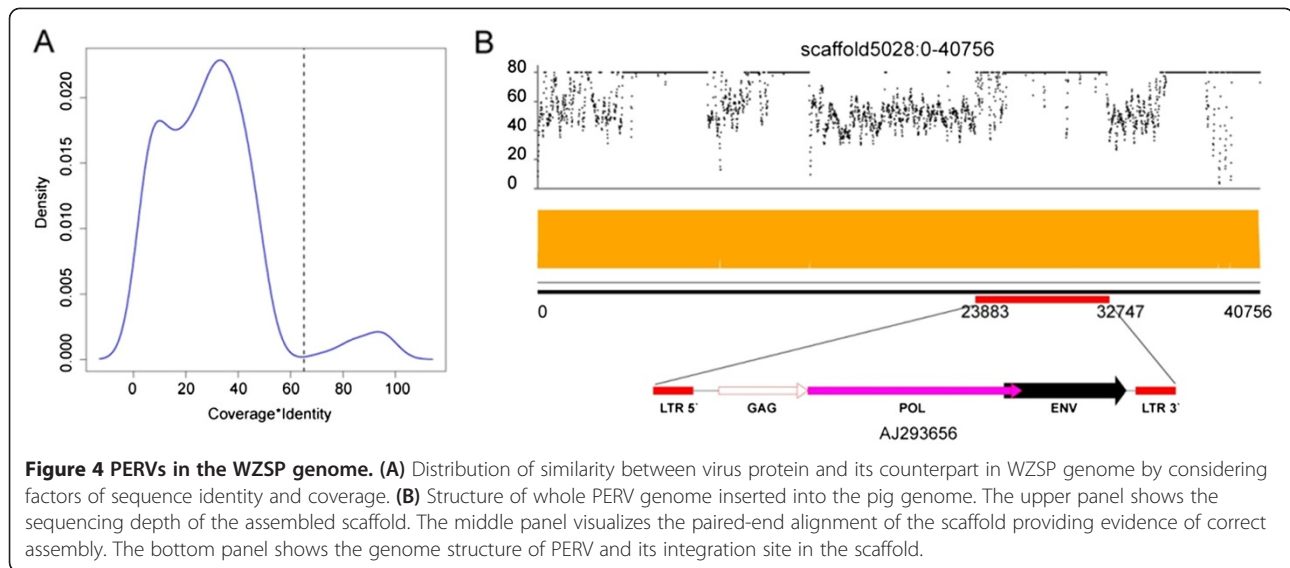 A
B
scaffold5028:0-40756
Density
0.000 0.005 0.010 0.015 0.020
0 20 40 60 80 100
Coverage*Identity
80
60
40
20
0
0 23883 32747 40756
LTR 5` GAG POL ENV LTR 3`
AJ293656
Figure 4 PERVs in the WZSP genome. (A) Distribution of similarity between virus protein and its counterpart in WZSP genome by considering
factors of sequence identity and coverage. (B) Structure of whole PERV genome inserted into the pig genome. The upper panel shows the
sequencing depth of the assembled scaffold. The middle panel visualizes the paired-end alignment of the scaffold providing evidence of correct
assembly. The bottom panel shows the genome structure of PERV and its integration site in the scaffold.